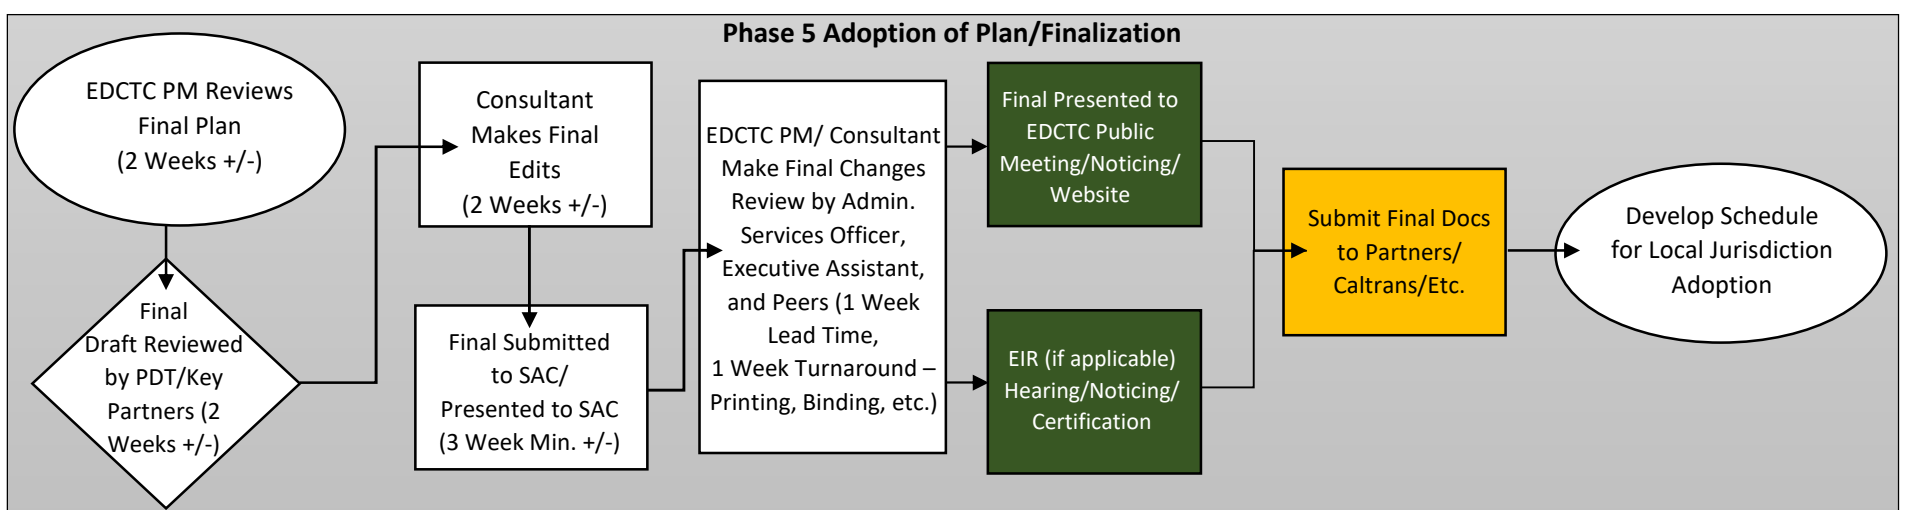 Phase 5 Adoption of Plan/Finalization
EDCTC PM Reviews
Final Plan
(2 Weeks +/-)
Final
Draft Reviewed
by PDT/Key
Partners (2
Weeks +/-)
Consultant
Makes Final
Edits
(2 Weeks +/-)
Final Submitted
to SAC/
Presented to SAC
(3 Week Min. +/-)
EDCTC PM/ Consultant
Make Final Changes
Review by Admin.
Services Officer,
Executive Assistant,
and Peers (1 Week
Lead Time,
1 Week Turnaround –
Printing, Binding, etc.)
Final Presented to
EDCTC Public
Meeting/Noticing/
Website
EIR (if applicable)
Hearing/Noticing/
Certification
Submit Final Docs
to Partners/
Caltrans/Etc.
Develop Schedule
for Local Jurisdiction
Adoption